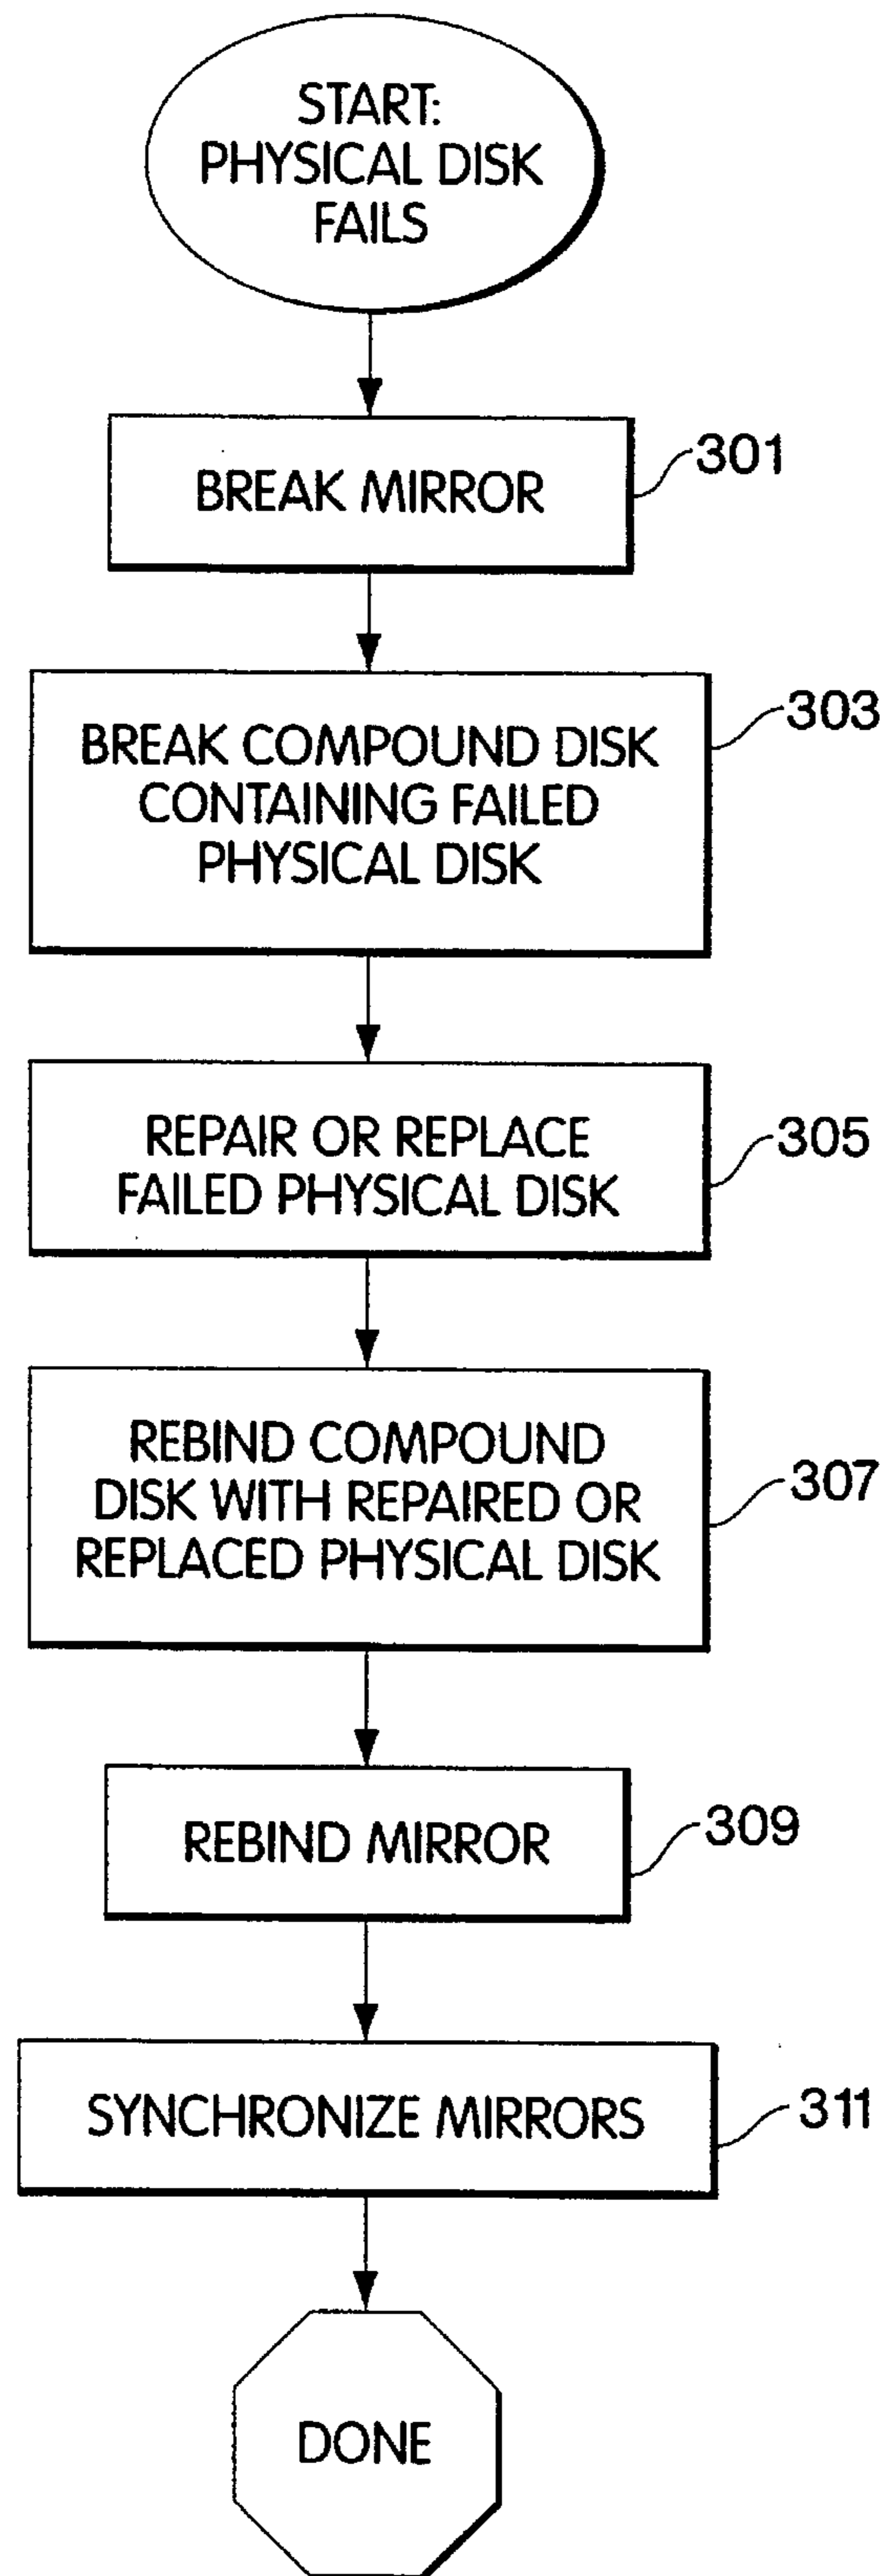 START:
PHYSICAL DISK
FAILS
BREAK MIRROR
301
BREAK COMPOUND DISK
CONTAINING FAILED
PHYSICAL DISK
303
REPAIR OR REPLACE
FAILED PHYSICAL DISK
305
REBIND COMPOUND
DISK WITH REPAIRED OR
REPLACED PHYSICAL DISK
307
REBIND MIRROR
309
SYNCHRONIZE MIRRORS
311
DONE